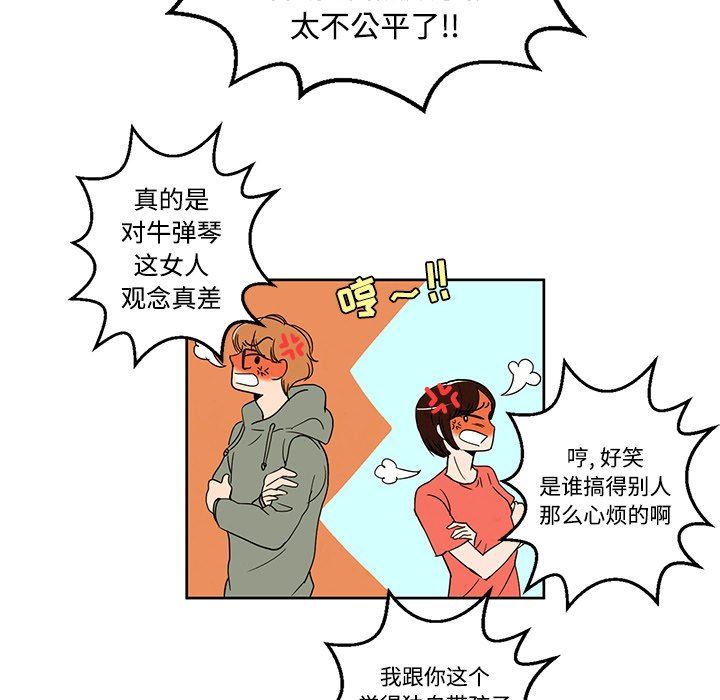 太不公平了!!
真的是
对牛弹琴
这女人
观念真差
哼~!!
哼,好笑
是谁搞得别人
那么心烦的啊
我跟你这个